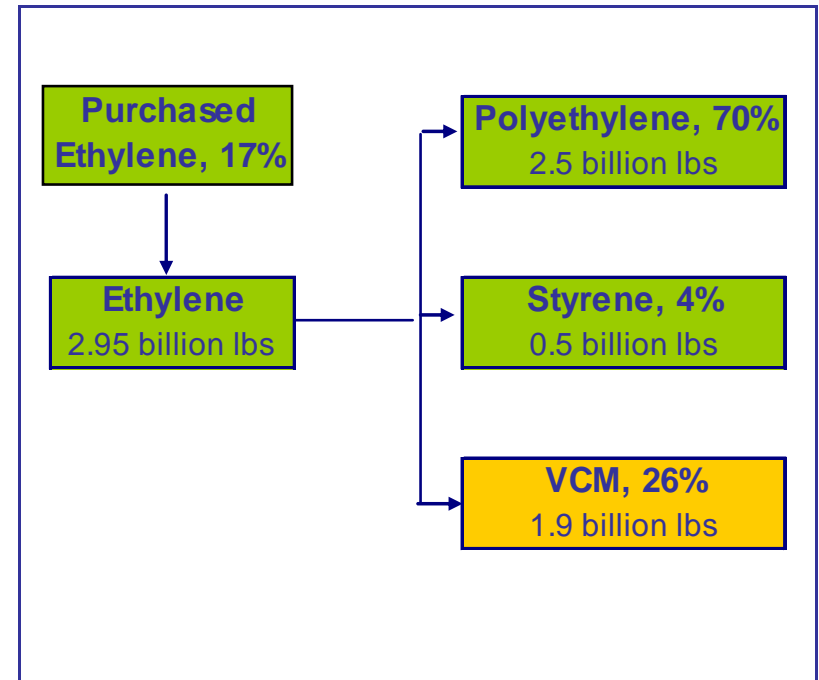 Purchased
Ethylene, 17%
Ethylene
2.95 billion lbs
Polyethylene, 70%
2.5 billion lbs
Styrene, 4%
0.5 billion lbs
VCM, 26%
1.9 billion lbs